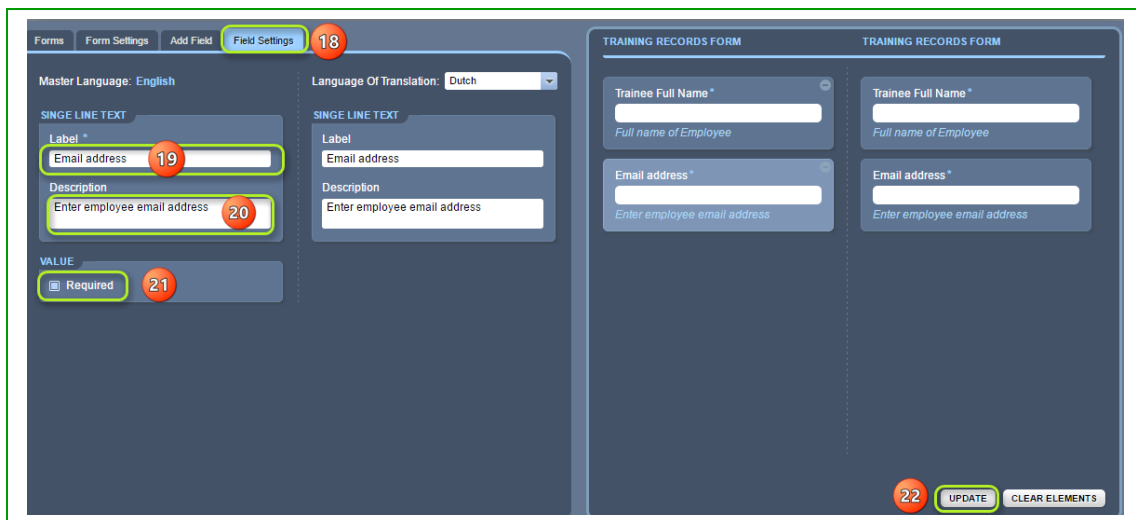 Forms Form Settings Add Field Field Settings 18
Master Language: English
Language Of Translation: Dutch
SINGE LINE TEXT
Label *
Email address 19
Description
Enter employee email address 20
VALUE
Required 21
SINGE LINE TEXT
Label
Email address
Description
Enter employee email address
TRAINING RECORDS FORM
Trainee Full Name *
Full name of Employee
Email address *
Enter employee email address
TRAINING RECORDS FORM
Trainee Full Name *
Full name of Employee
Email address *
Enter employee email address
22 UPDATE CLEAR ELEMENTS